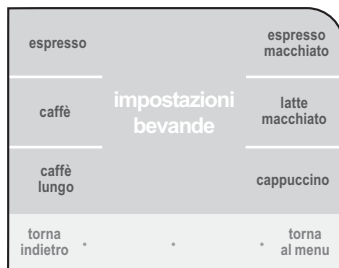 espresso
espresso
macchiato
impostazioni
bevande
caffè
latte
macchiato
caffè
lungo
cappuccino
torna
indietro
torna
al menu